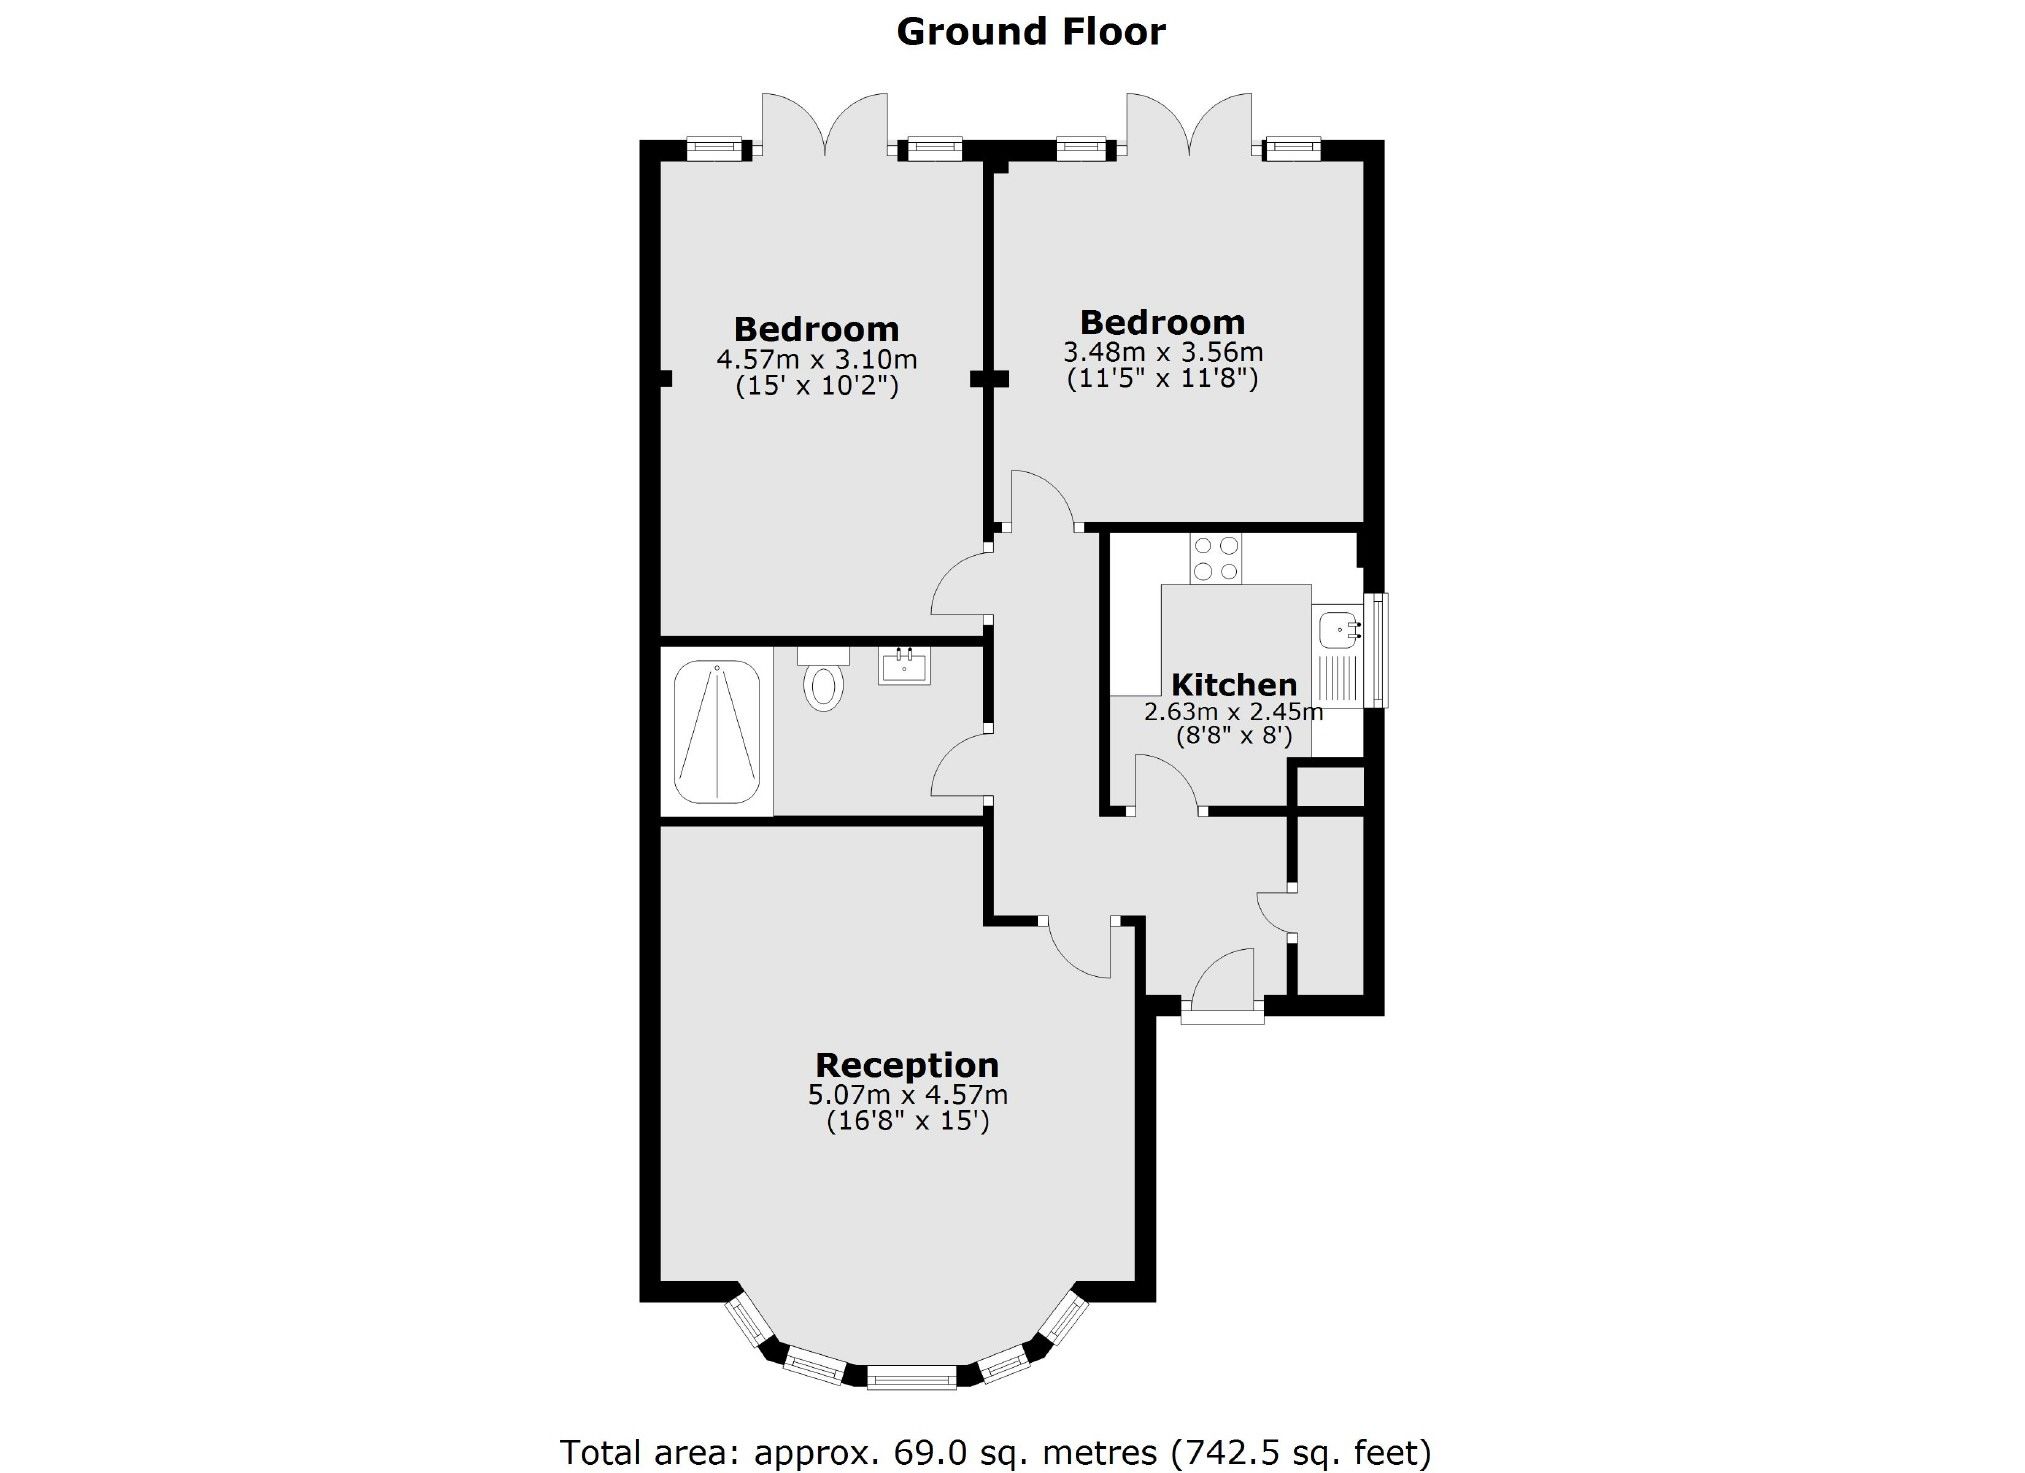 Ground Floor
Bedroom
4.57m x 3.10m
(15' x 10'2")
Bedroom
3.48m x 3.56m
(11'5" x 11'8")
Kitchen
2.63m x 2.45m
(8'8" x 8')
Reception
5.07m x 4.57m
(16'8" x 15')
Total area: approx. 69.0 sq. metres (742.5 sq. feet)